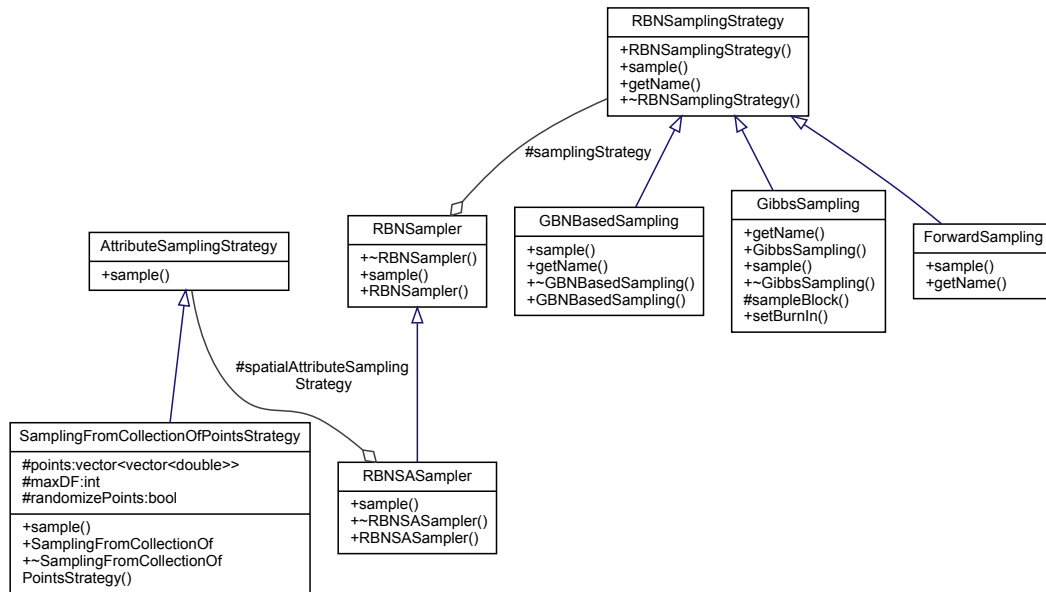 RBNSamplingStrategy
+RBNSamplingStrategy()
+sample()
+getName()
+~RBNSamplingStrategy()
#samplingStrategy
AttributeSamplingStrategy
+sample()
RBNSampler
+~RBNSampler()
+sample()
+RBNSampler()
GBNBasedSampling
+sample()
+getName()
+~GBNBasedSampling()
+GBNBasedSampling()
GibbsSampling
+getName()
+GibbsSampling()
+sample()
+~GibbsSampling()
#sampleBlock()
+setBurnIn()
ForwardSampling
+sample()
+getName()
#spatialAttributeSampling
Strategy
SamplingFromCollectionOfPointsStrategy
#points:vector<vector<double>>
#maxDF:int
#randomizePoints:bool
+sample()
+SamplingFromCollectionOf
+~SamplingFromCollectionOf
PointsStrategy()
RBNSASampler
+sample()
+~RBNSASampler()
+RBNSASampler()